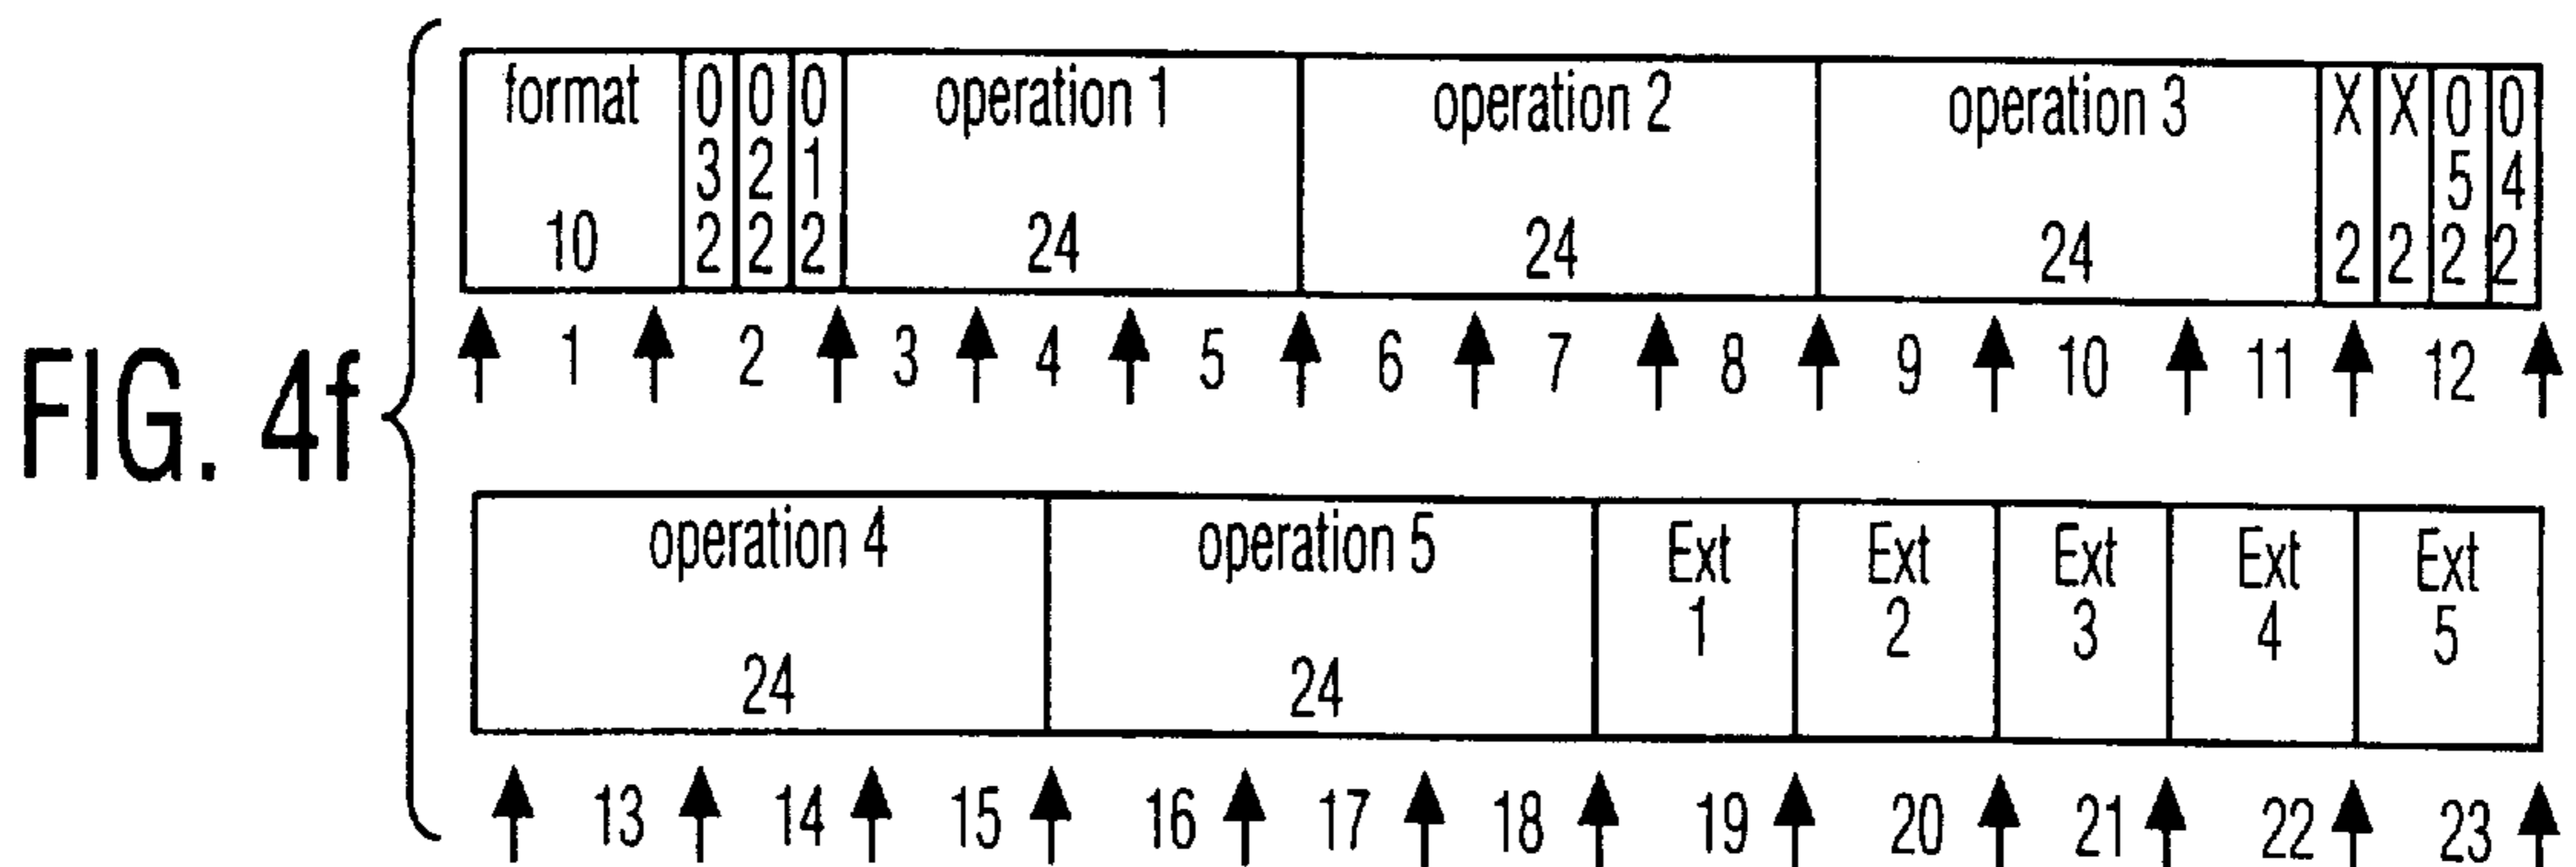 FIG. 4f
format 0 0 0 operation 1 operation 2 operation 3 X X 0 0
3 2 1 5 4
10 2 2 2 24 24 24 2 2 2 2
1 2 3 4 5 6 7 8 9 10 11 12
operation 4 operation 5 Ext Ext Ext Ext Ext
1 2 3 4 5
24 24
13 14 15 16 17 18 19 20 21 22 23